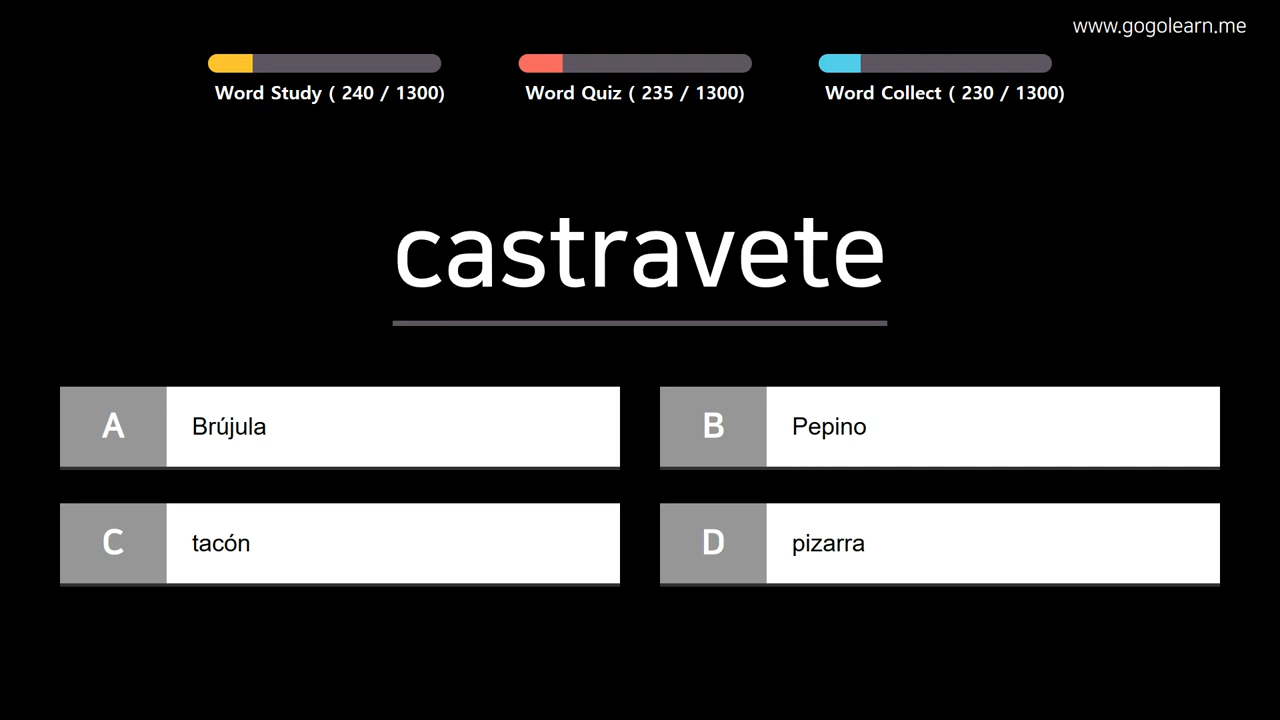 www.gogolearn.me
Word Study ( 240 / 1300)
Word Quiz ( 235 / 1300)
Word Collect ( 230 / 1300)
castravete
A
Brújula
B
Pepino
C
tacón
D
pizarra